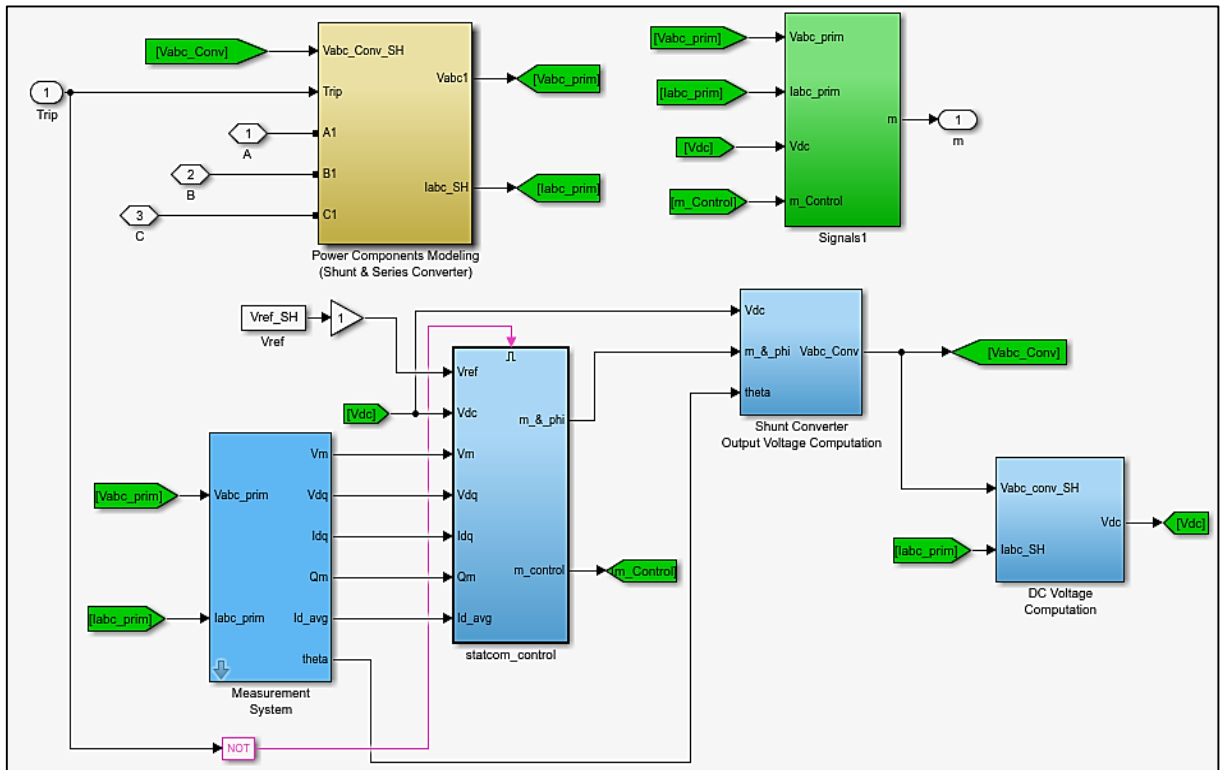 [Vabc_Conv]
1
Trip
1
A
2
B
3
C
Vabc_Conv_SH
Trip
A1
B1
C1
Vabc1
Iabc_SH
Power Components Modeling
(Shunt & Series Converter)
[Vabc_prim]
[Iabc_prim]
[Vabc_prim]
[Iabc_prim]
[Vdc]
[m_Control]
Vabc_prim
Iabc_prim
Vdc
m_Control
m
Signals1
1
m
Vref_SH
Vref
1
[Vdc]
Vref
Vdc
Vm
Vdq
Idq
Qm
Id_avg
m_&_phi
m_control
statcom_control
[m_Control]
[Vabc_prim]
[Iabc_prim]
Vabc_prim
Iabc_prim
Vm
Vdq
Idq
Qm
Id_avg
theta
Measurement
System
NOT
Vdc
m_&_phi
theta
Vabc_Conv
Shunt Converter
Output Voltage Computation
[Vabc_Conv]
[Iabc_prim]
Vabc_conv_SH
Iabc_SH
Vdc
DC Voltage
Computation
[Vdc]